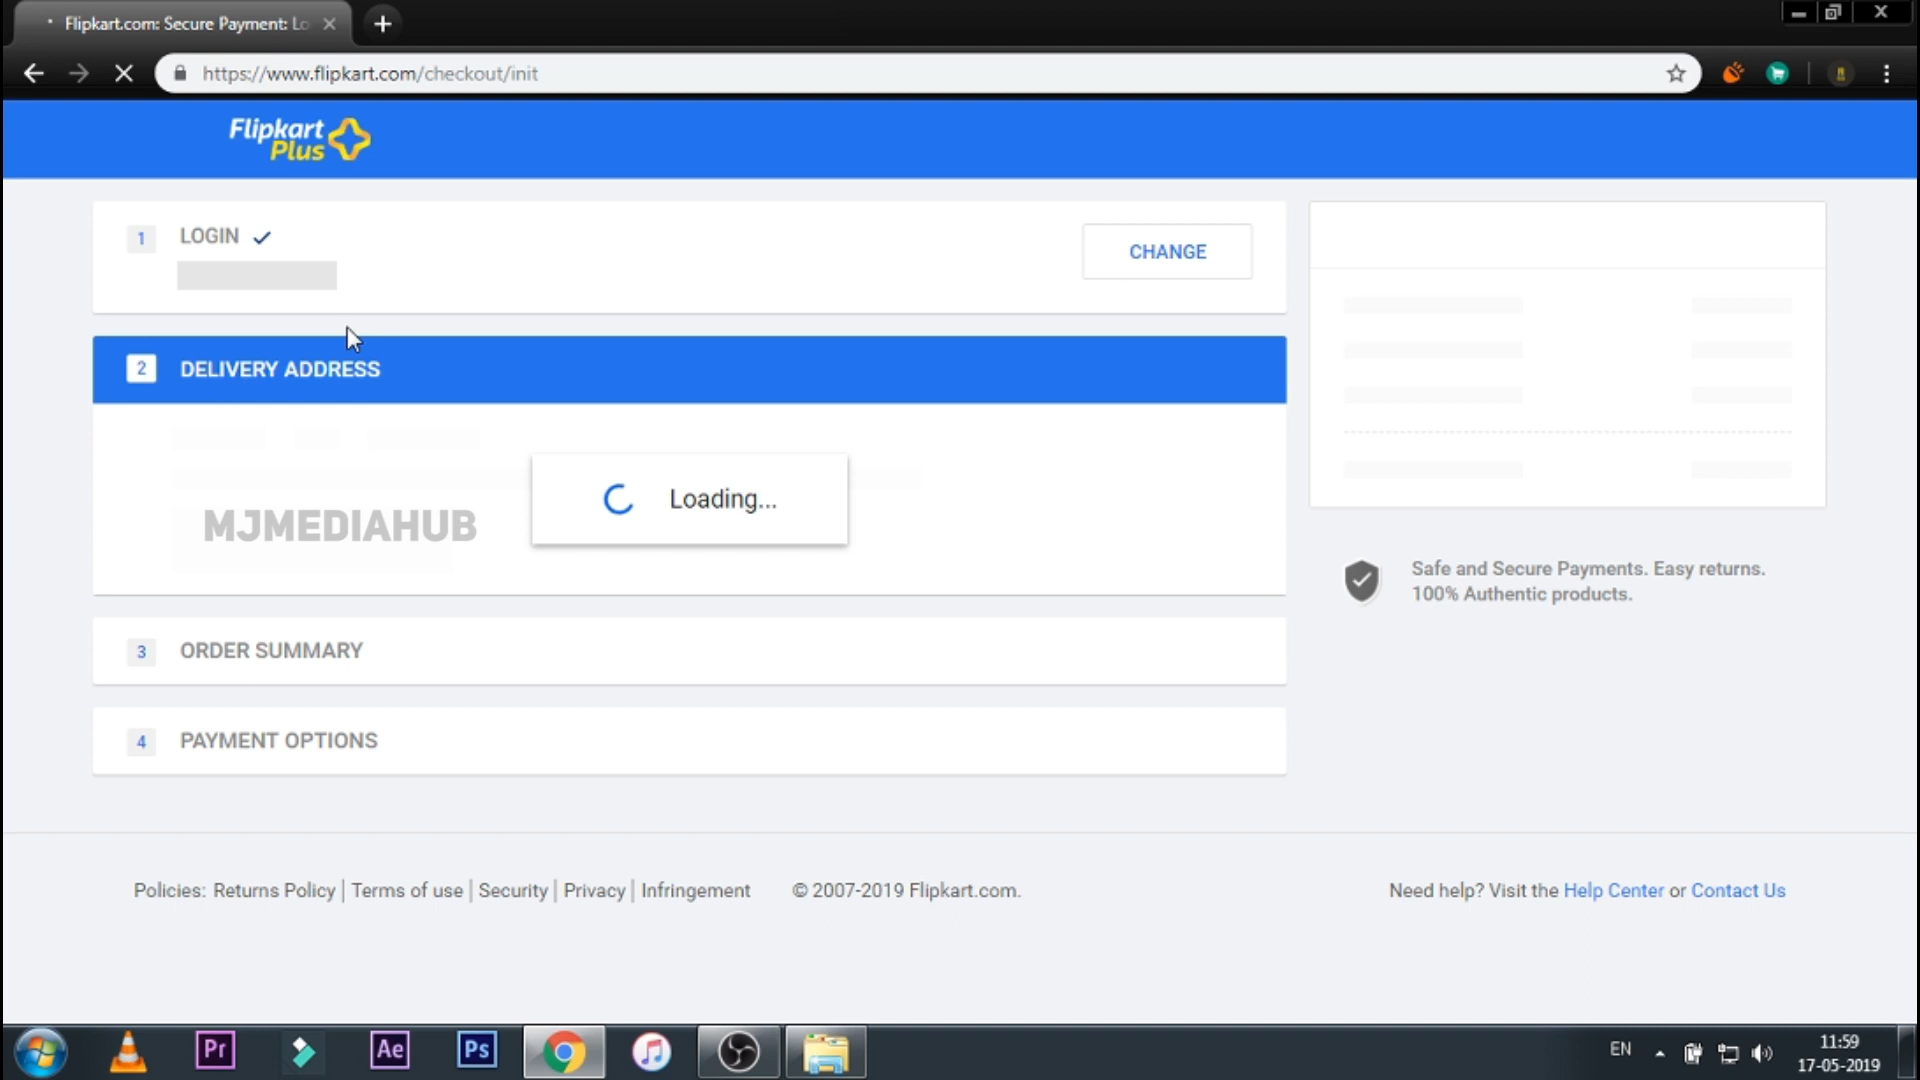 Flipkart.com: Secure Payment: Lo
https://www.flipkart.com/checkout/init
Flipkart
Plus
1 LOGIN
CHANGE
2 DELIVERY ADDRESS
Loading...
MJMEDIAHUB
3 ORDER SUMMARY
4 PAYMENT OPTIONS
Safe and Secure Payments. Easy returns.
100% Authentic products.
Policies: Returns Policy | Terms of use | Security | Privacy | Infringement © 2007-2019 Flipkart.com. Need help? Visit the Help Center or Contact Us
Pr
Ae
Ps
EN
11:59
17-05-2019